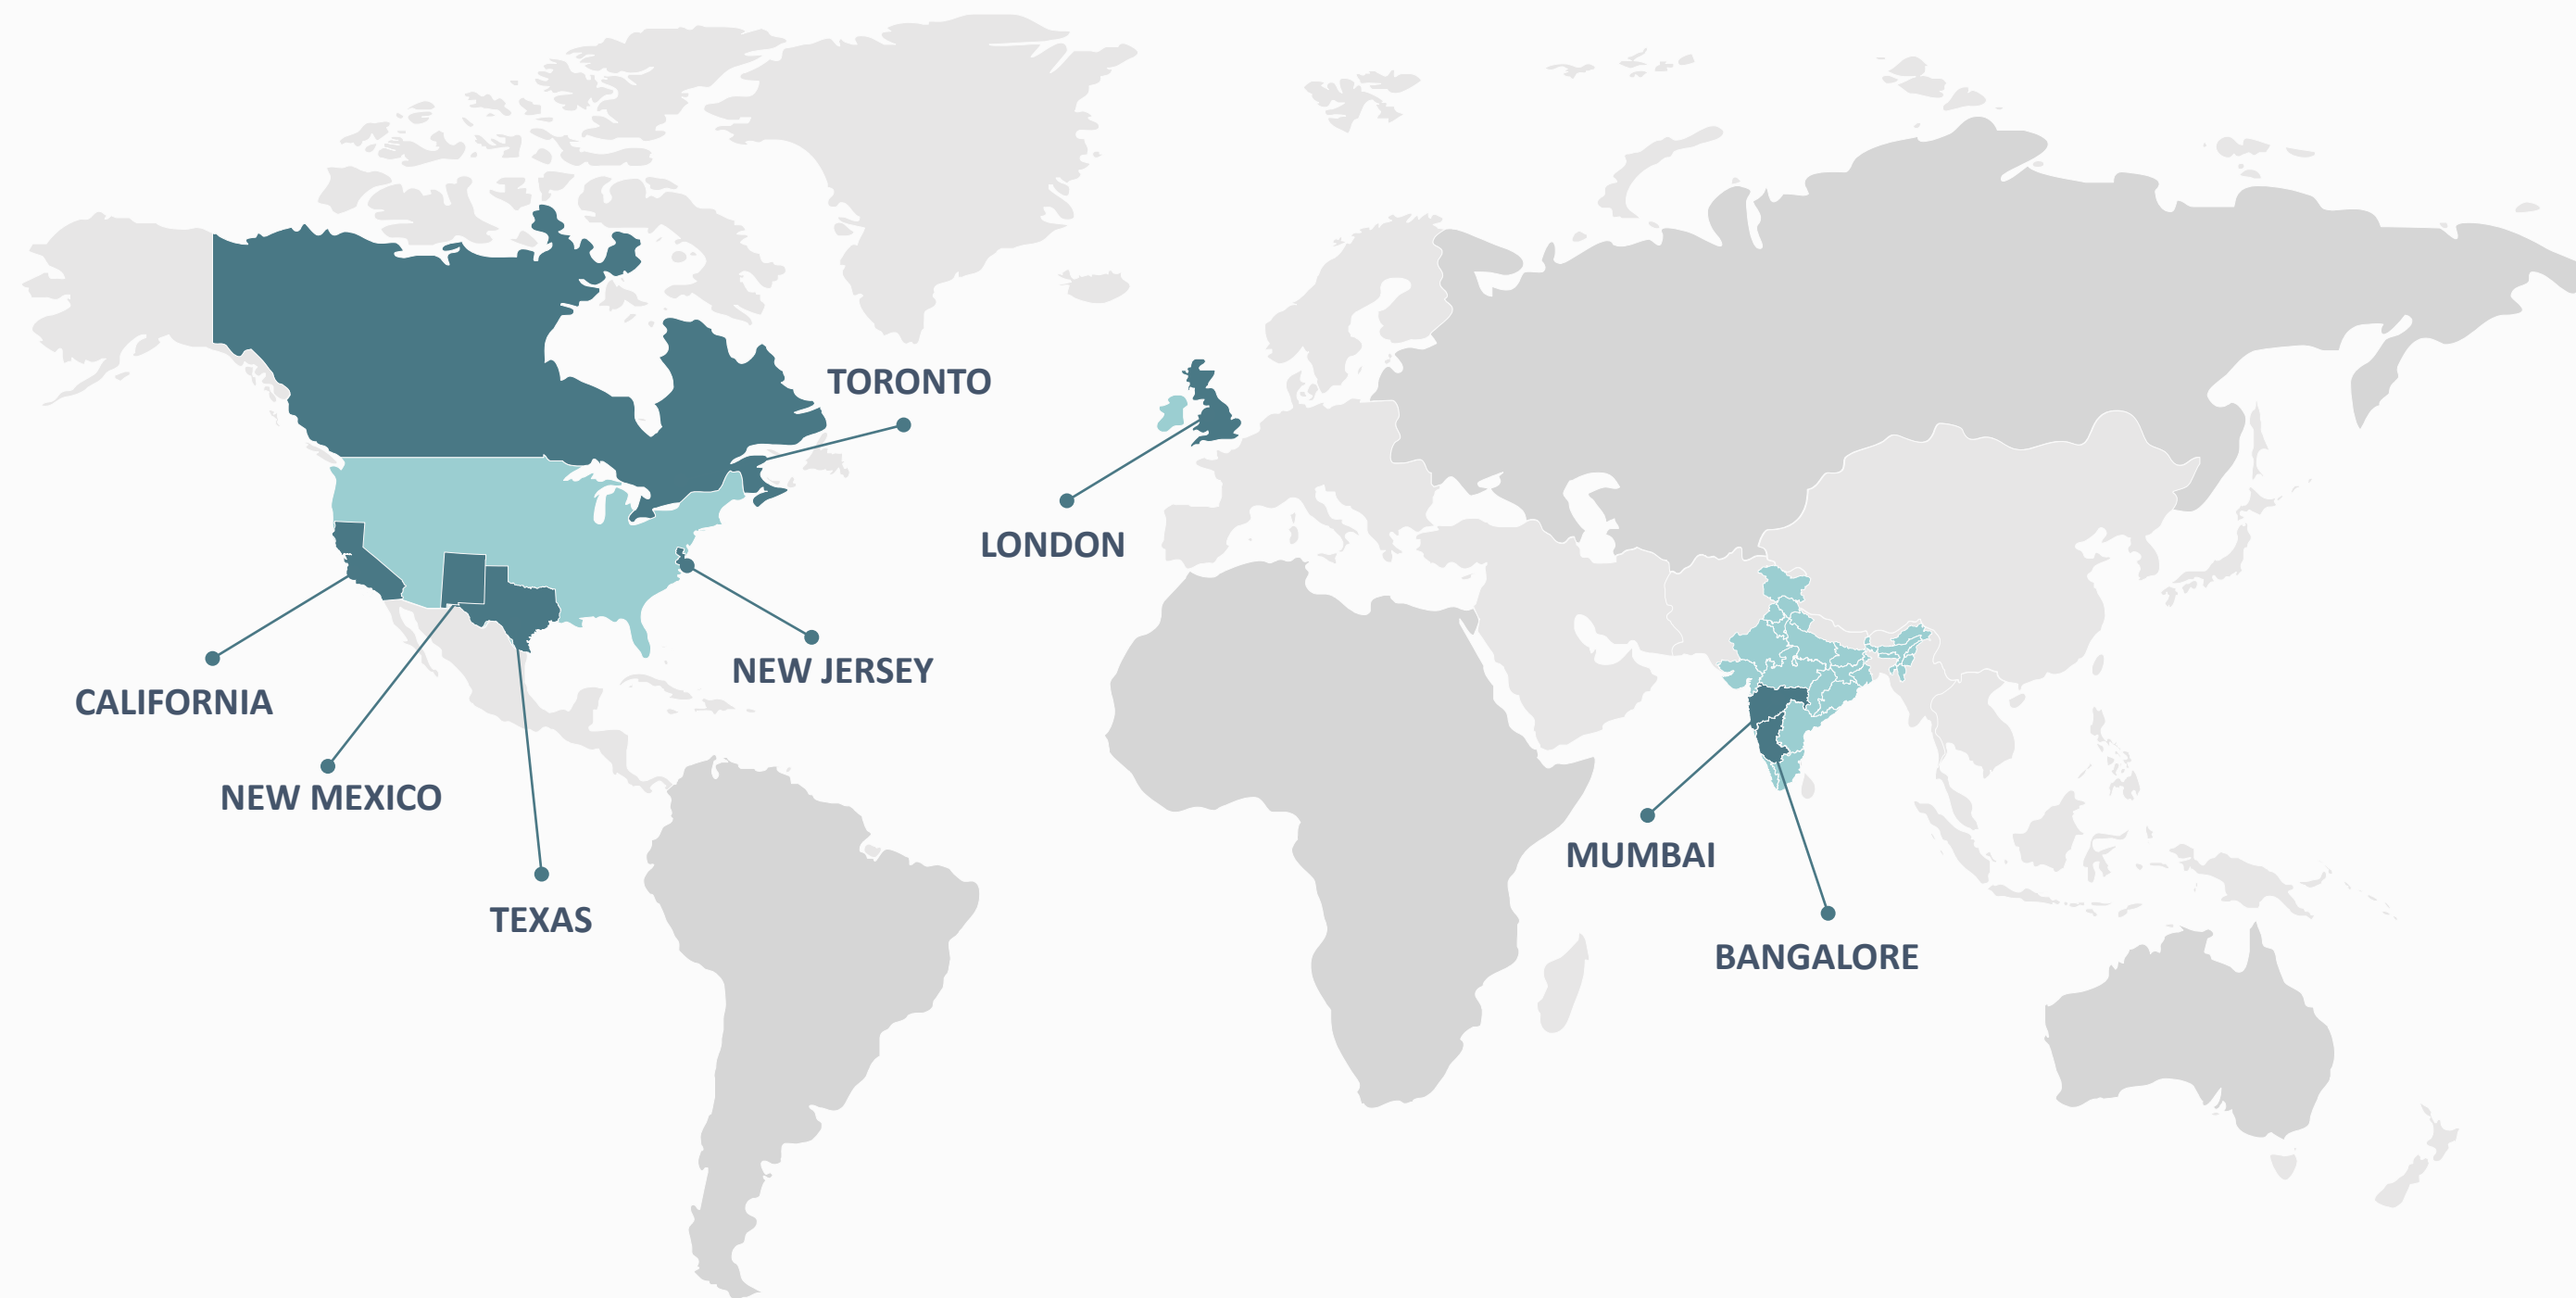 TORONTO
LONDON
NEW JERSEY
CALIFORNIA
NEW MEXICO
TEXAS
MUMBAI
BANGALORE